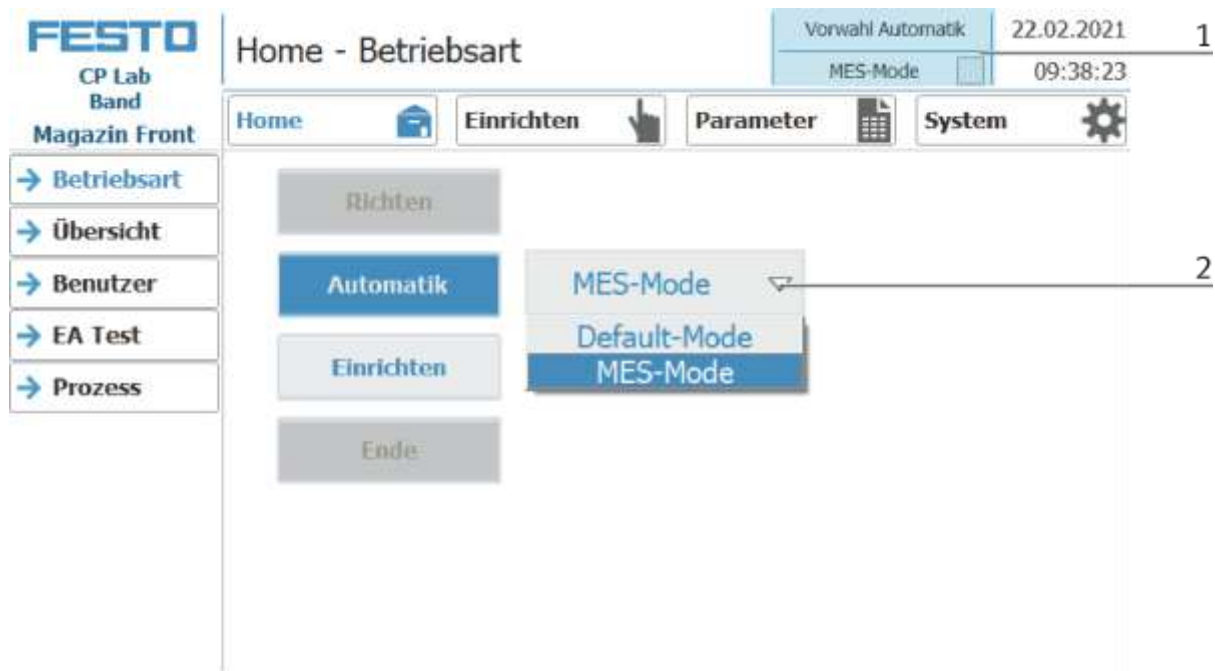 FESTO
CP Lab
Band
Magazin Front
Home - Betriebsart
Vorwahl Automatik
MES-Mode
22.02.2021
09:38:23
1
Home
Einrichten
Parameter
System
Betriebsart
Übersicht
Benutzer
EA Test
Prozess
Richten
Automatik
MES-Mode
2
Default-Mode
MES-Mode
Einrichten
Ende